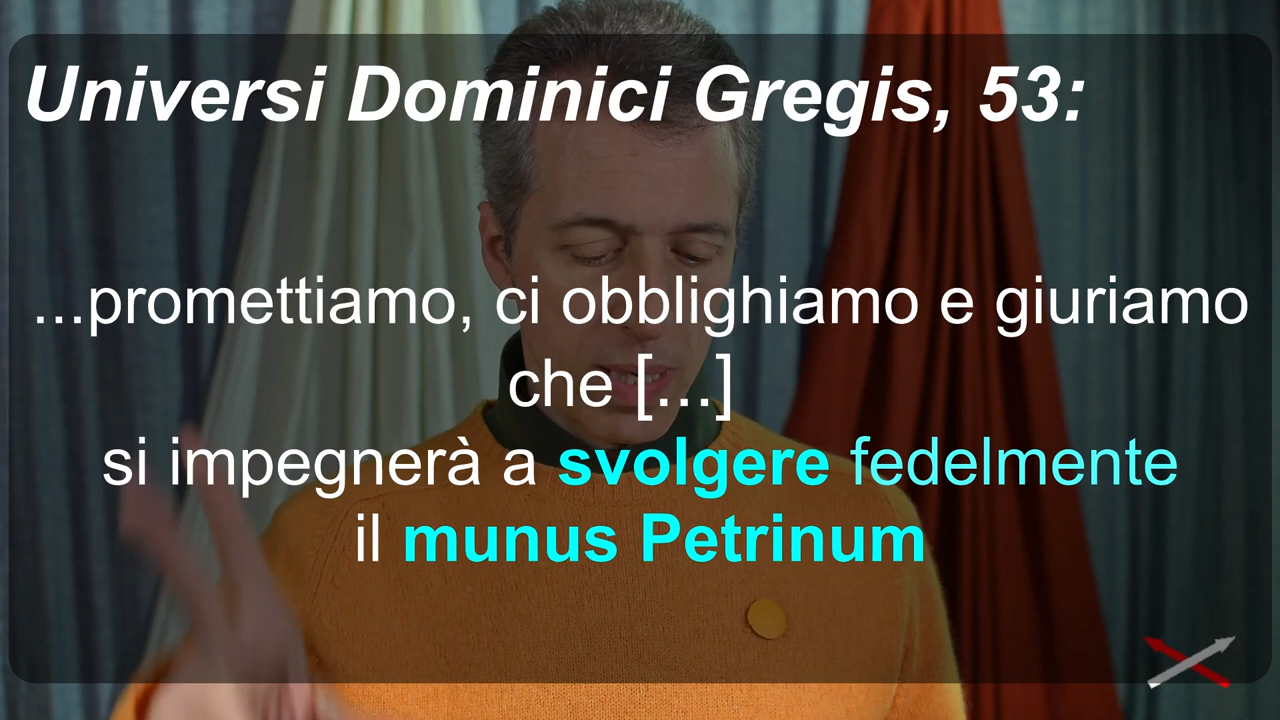 Universi Dominici Gregis, 53:
...promettiamo, ci obblighiamo e giuriamo
che [...]
si impegnerà a svolgere fedelmente
il munus Petrinum